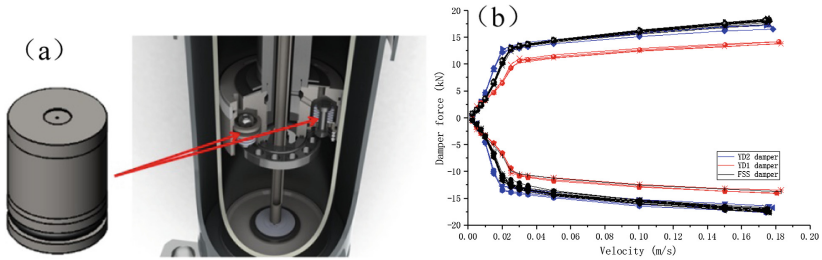 (a)
(b)
20
15
10
5
0
-5
-10
-15
-20
Damper force (kN)
YD2 damper
YD1 damper
FSS damper
0.00 0.02 0.04 0.06 0.08 0.10 0.12 0.14 0.16 0.18 0.20
Velocity (m/s)